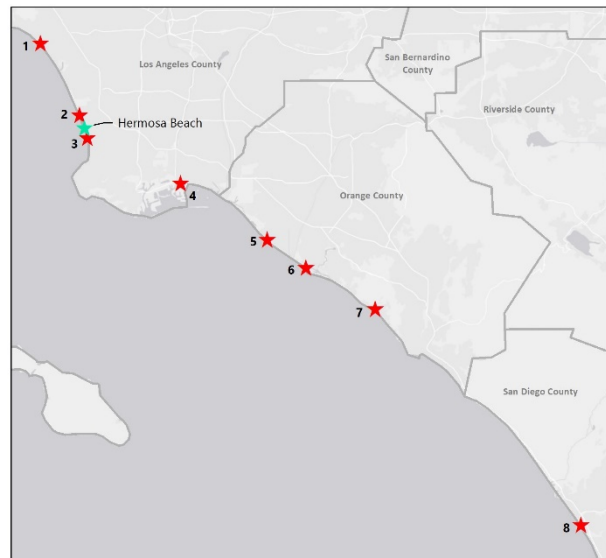 1
Los Angeles County
San Bernardino
County
Riverside County
2
Hermosa Beach
3
4
Orange County
5
6
7
San Diego County
8